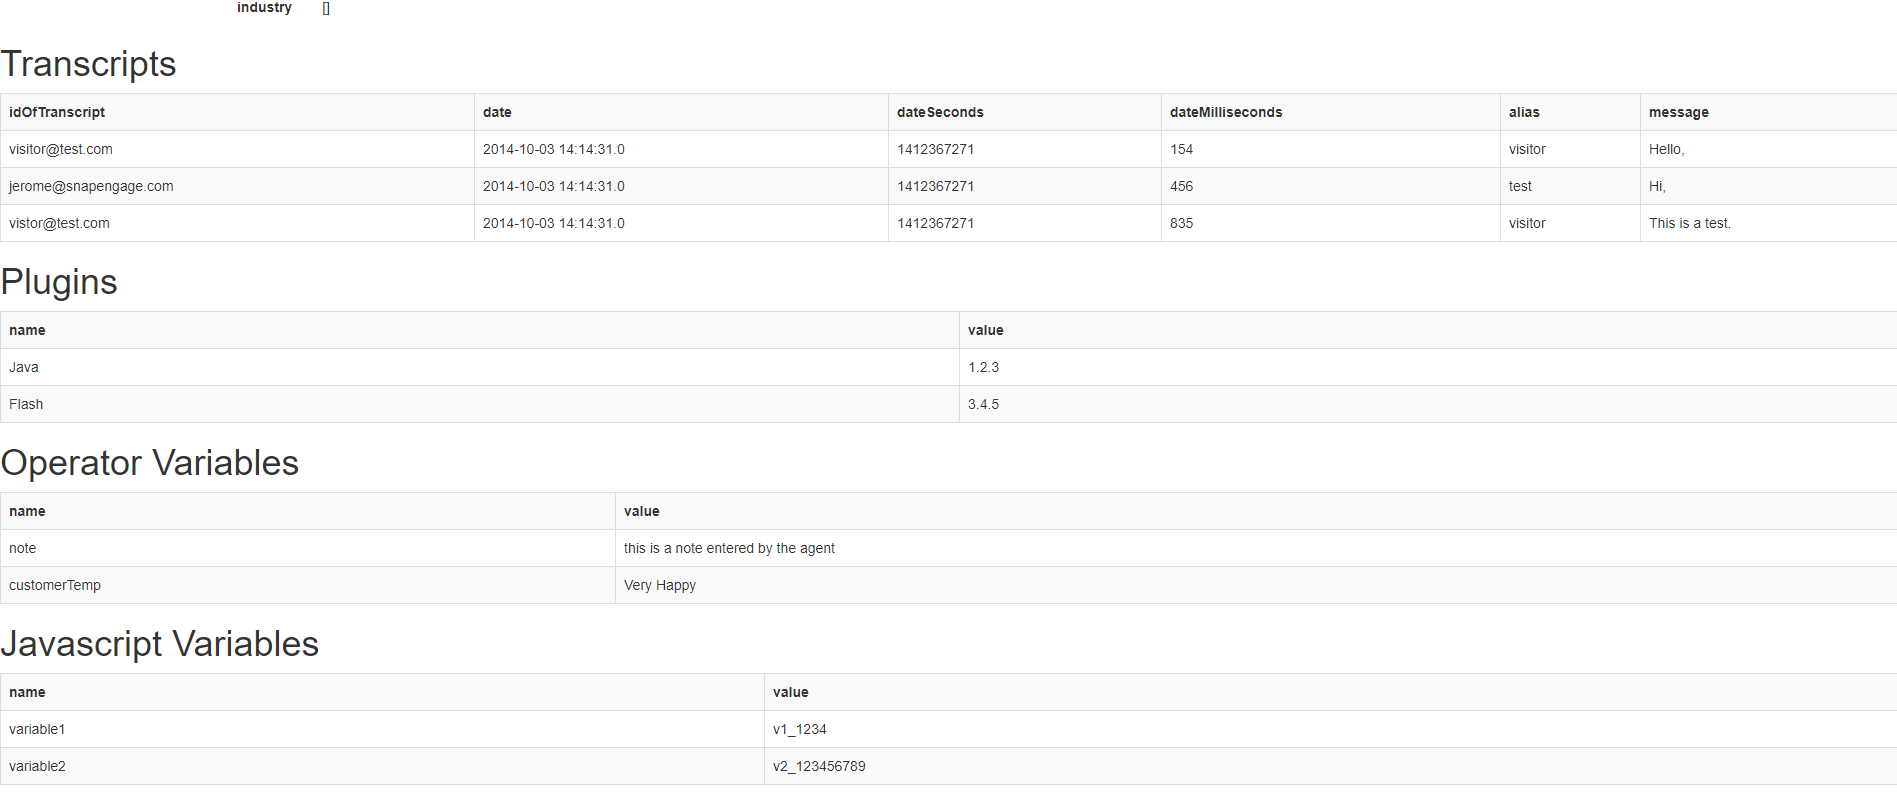 industry []
Transcripts
idOfTranscript date dateSeconds dateMilliseconds alias message
visitor@test.com 2014-10-03 14:14:31.0 1412367271 154 visitor Hello,
jerome@snapengage.com 2014-10-03 14:14:31.0 1412367271 456 test Hi,
vistor@test.com 2014-10-03 14:14:31.0 1412367271 835 visitor This is a test.
Plugins
name value
Java 1.2.3
Flash 3.4.5
Operator Variables
name value
note this is a note entered by the agent
customerTemp Very Happy
Javascript Variables
name value
variable1 v1_1234
variable2 v2_123456789